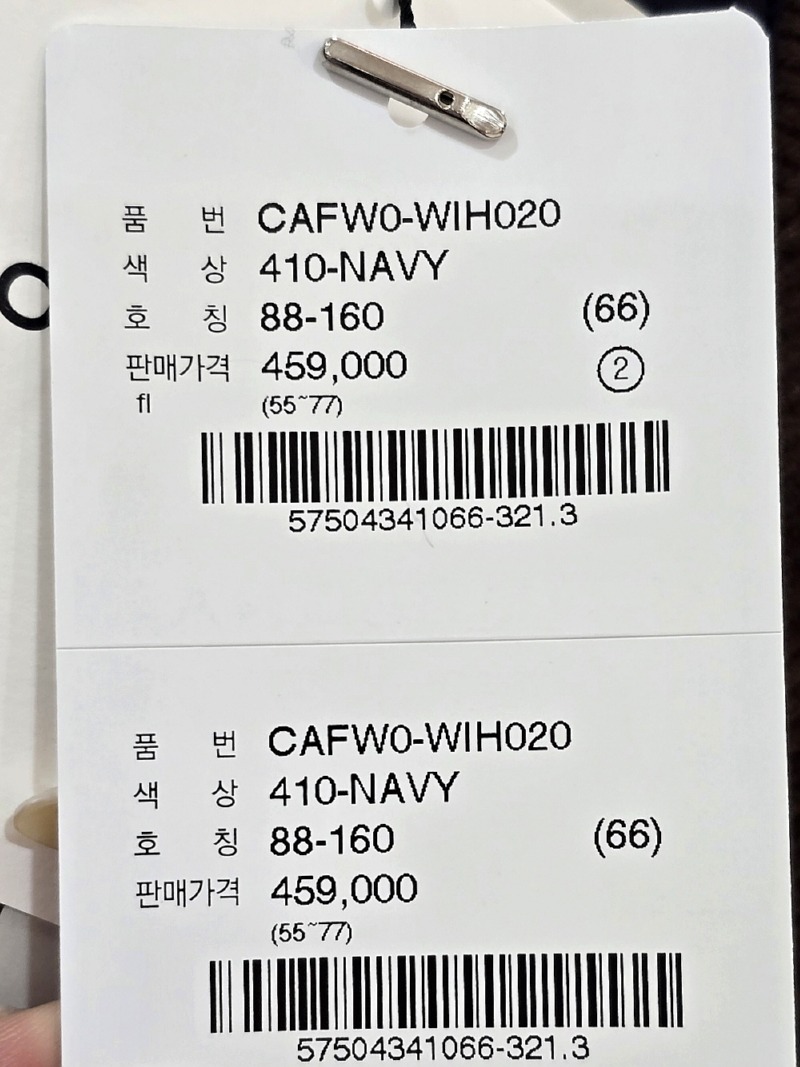 품 번 CAFW0-WIH020
색 상 410-NAVY
호 칭 88-160 (66)
판매가격 459,000 2
fl (55~77)
57504341066-321.3
품 번 CAFW0-WIH020
색 상 410-NAVY
호 칭 88-160 (66)
판매가격 459,000
(55~77)
57504341066-321.3